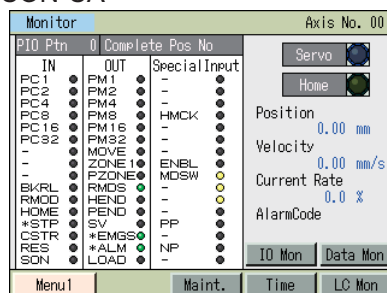 CON-CA
Monitor Axis No. 00
PIO Ptn 0 Complete Pos No
IN OUT SpecialInput
PC1 PM1 -
PC2 PM2 -
PC4 PM4 -
PC8 PM8 HMCK
PC16 PM16 -
PC32 PM32 -
- MOVE -
- ZONE1 -
- PZONE ENBL
BKRL RMDS MDSW
RMOD HEND -
HOME PEND -
*STP SV PP
CSTR *EMGS -
RES *ALM NP
SON LOAD -
Servo
Home
Position
0.00 mm
Velocity
0.00 mm/s
Current Rate
0.0 %
AlarmCode
IO Mon Data Mon
Menu1 Maint. Time LC Mon